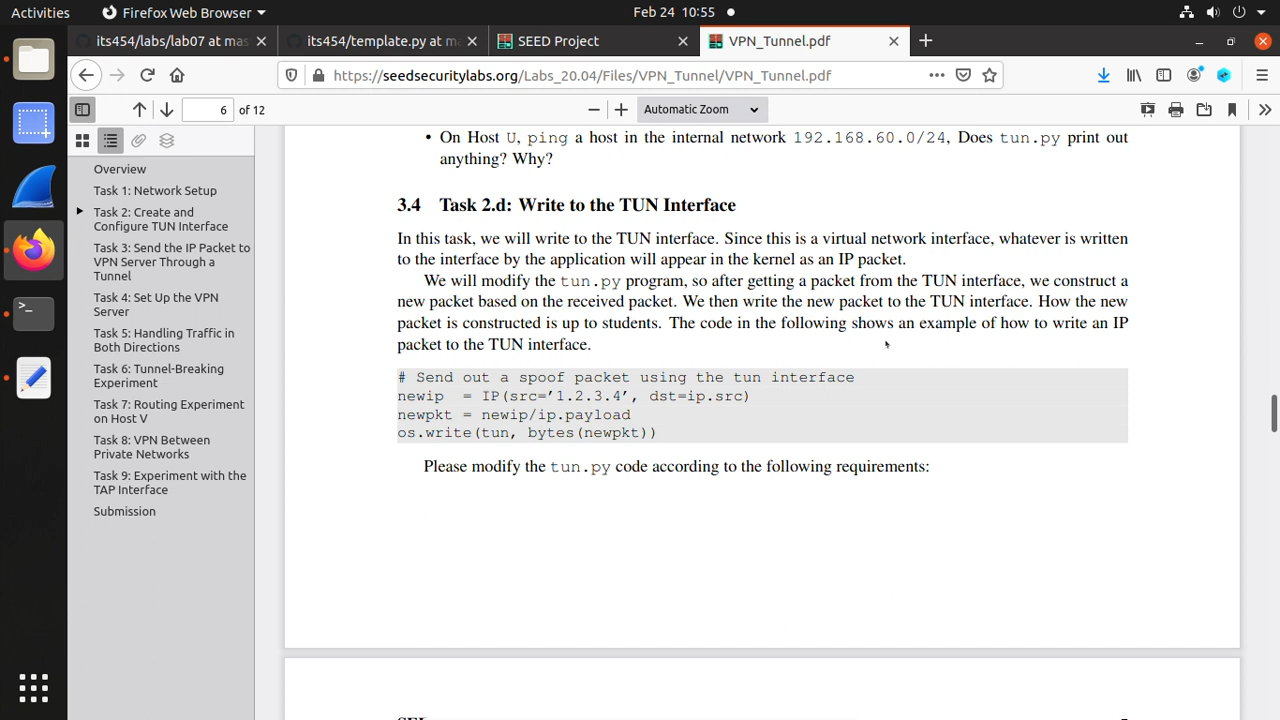 Activities
Firefox Web Browser
Feb 24 10:55
its454/labs/lab07 at mas
its454/template.py at m
SEED Project
VPN_Tunnel.pdf
https://seedsecuritylabs.org/Labs_20.04/Files/VPN_Tunnel/VPN_Tunnel.pdf
6 of 12
Automatic Zoom
Overview
Task 1: Network Setup
Task 2: Create and
Configure TUN Interface
Task 3: Send the IP Packet to
VPN Server Through a
Tunnel
Task 4: Set Up the VPN
Server
Task 5: Handling Traffic in
Both Directions
Task 6: Tunnel-Breaking
Experiment
Task 7: Routing Experiment
on Host V
Task 8: VPN Between
Private Networks
Task 9: Experiment with the
TAP Interface
Submission
• On Host U, ping a host in the internal network 192.168.60.0/24, Does tun.py print out
anything? Why?
3.4 Task 2.d: Write to the TUN Interface
In this task, we will write to the TUN interface. Since this is a virtual network interface, whatever is written
to the interface by the application will appear in the kernel as an IP packet.
We will modify the tun.py program, so after getting a packet from the TUN interface, we construct a
new packet based on the received packet. We then write the new packet to the TUN interface. How the new
packet is constructed is up to students. The code in the following shows an example of how to write an IP
packet to the TUN interface.
# Send out a spoof packet using the tun interface
newip = IP(src=’1.2.3.4’, dst=ip.src)
newpkt = newip/ip.payload
os.write(tun, bytes(newpkt))
Please modify the tun.py code according to the following requirements: